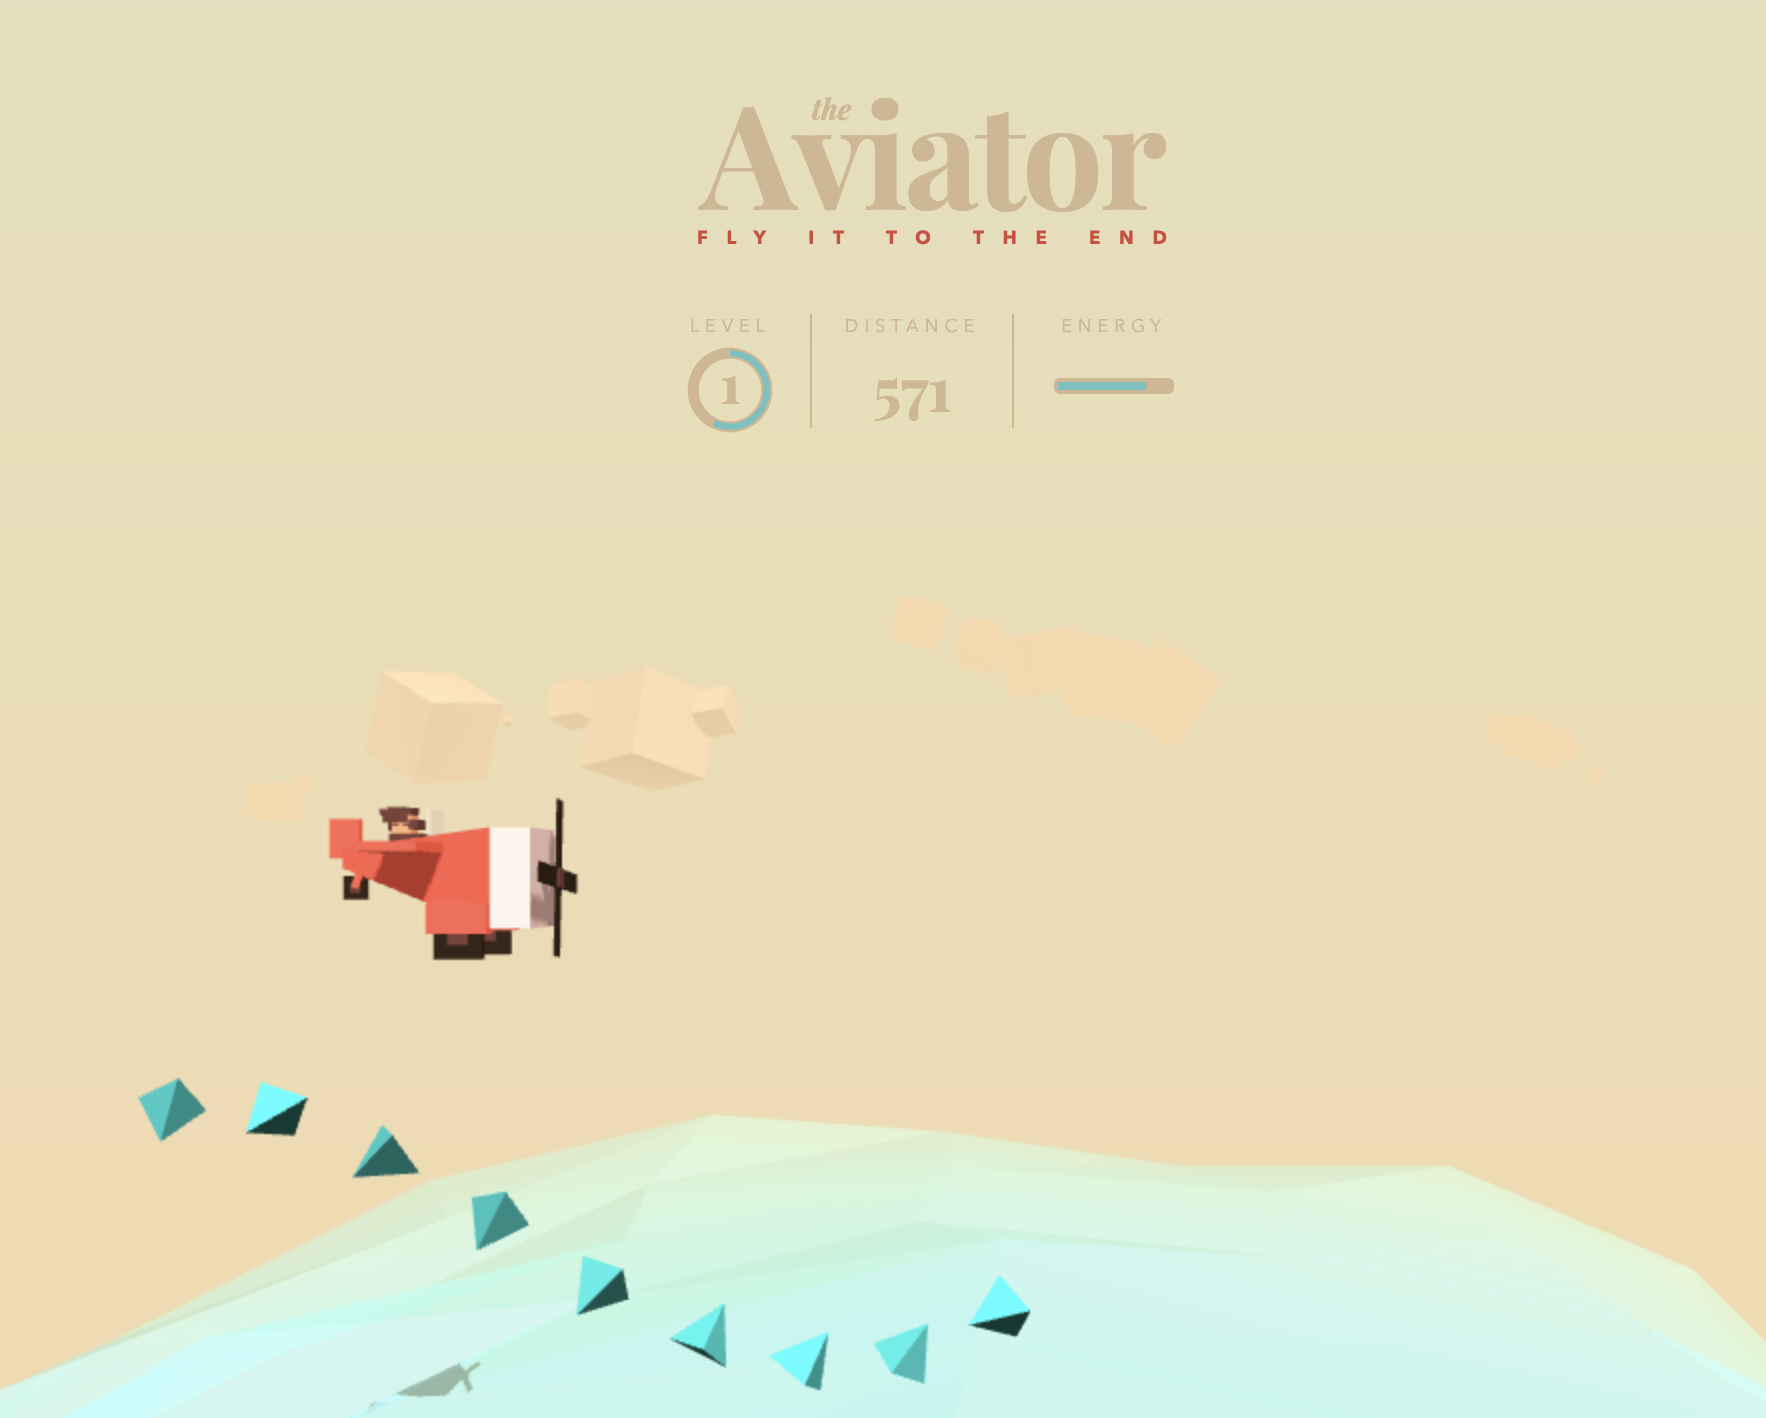 the
Aviator
FLY IT TO THE END
LEVEL DISTANCE ENERGY
1 571